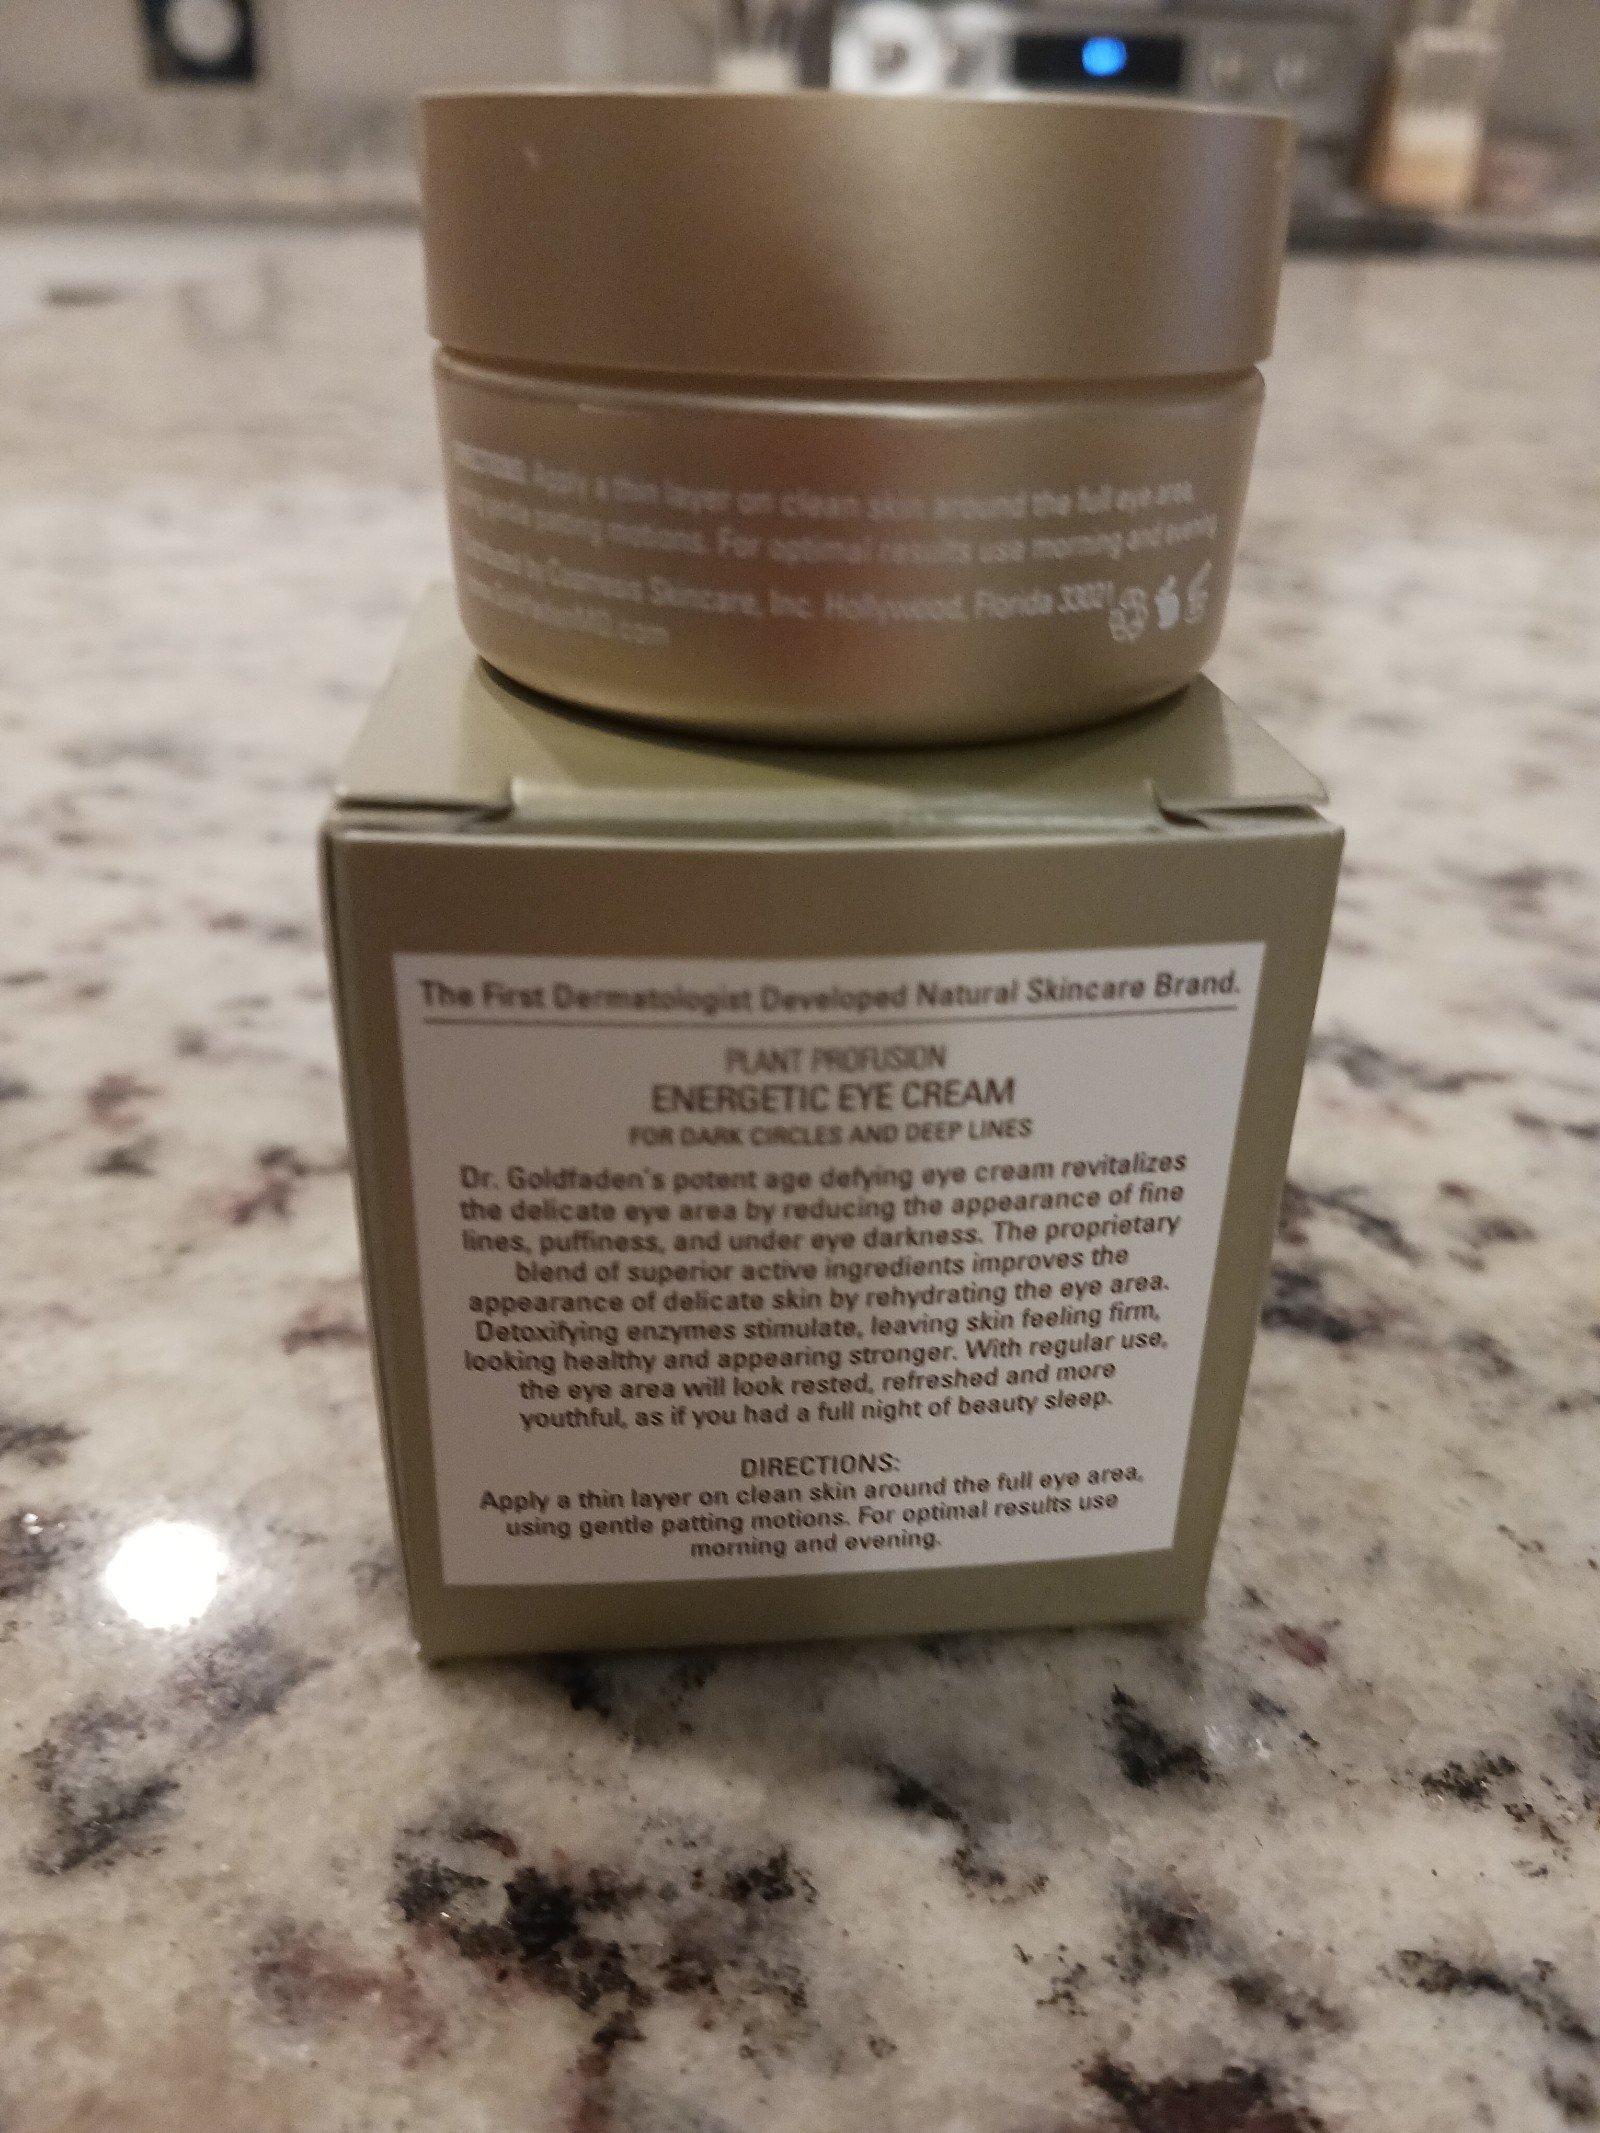 Apply a thin layer on clean skin around the full eye area,
using gentle patting motions. For optimal results use morning and evening
Skincare, Inc. Hollywood, Florida 33021
The First Dermatologist Developed Natural Skincare Brand.
PLANT PROFUSION
ENERGETIC EYE CREAM
FOR DARK CIRCLES AND DEEP LINES
Dr. Goldfaden's potent age defying eye cream revitalizes
the delicate eye area by reducing the appearance of fine
lines, puffiness, and under eye darkness. The proprietary
blend of superior active ingredients improves the
appearance of delicate skin by rehydrating the eye area.
Detoxifying enzymes stimulate, leaving skin feeling firm,
looking healthy and appearing stronger. With regular use,
the eye area will look rested, refreshed and more
youthful, as if you had a full night of beauty sleep.
DIRECTIONS:
Apply a thin layer on clean skin around the full eye area,
using gentle patting motions. For optimal results use
morning and evening.